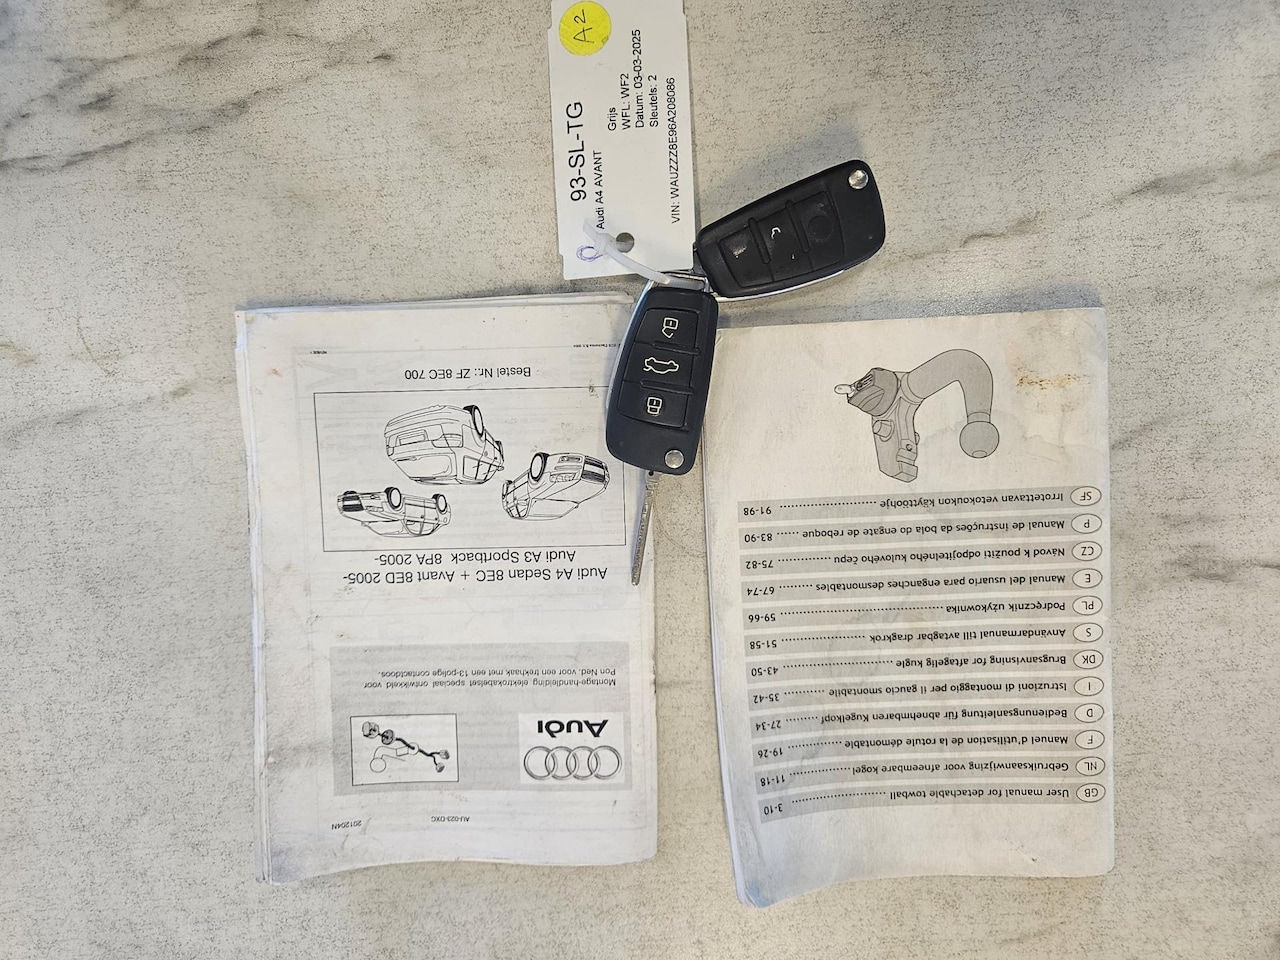 A2
93-SL-TG
Audi A4 AVANT
Grijs
WFL: WF2
Datum: 03-03-2025
Sleutels: 2
VIN: WAUZZZ8E96A208086
AU-023-DXC
201204N
Audi
Montage-handleiding elektrokabelset speciaal ontwikkeld voor
Pon Ned. voor een trekhaak met een 13-polige contactdoos.
Audi A4 Sedan 8EC + Avant 8ED 2005-
Audi A3 Sportback 8PA 2005-
Bestel Nr.: ZF 8EC 700
GB User manual for detachable towball ........................ 3-10
NL Gebruiksaanwijzing voor afneembare kogel ............... 11-18
F Manuel d'utilisation de la rotule démontable ............. 19-26
D Bedienungsanleitung für abnehmbaren Kugelkopf ........ 27-34
I Istruzioni di montaggio per il gaucio smontabile .......... 35-42
DK Brugsanvisning for aftagelig kugle ........................ 43-50
S Användarmanual till avtagbar dragkrok .................... 51-58
PL Podręcznik użykownika .................................... 59-66
E Manual del usuario para enganches desmontables ........ 67-74
CZ Návod k použití odpojitelného kulového čepu ............ 75-82
P Manual de instruções da bola do engate de reboque ...... 83-90
SF Irrotettavan vetokoukon käyttöohje ...................... 91-98